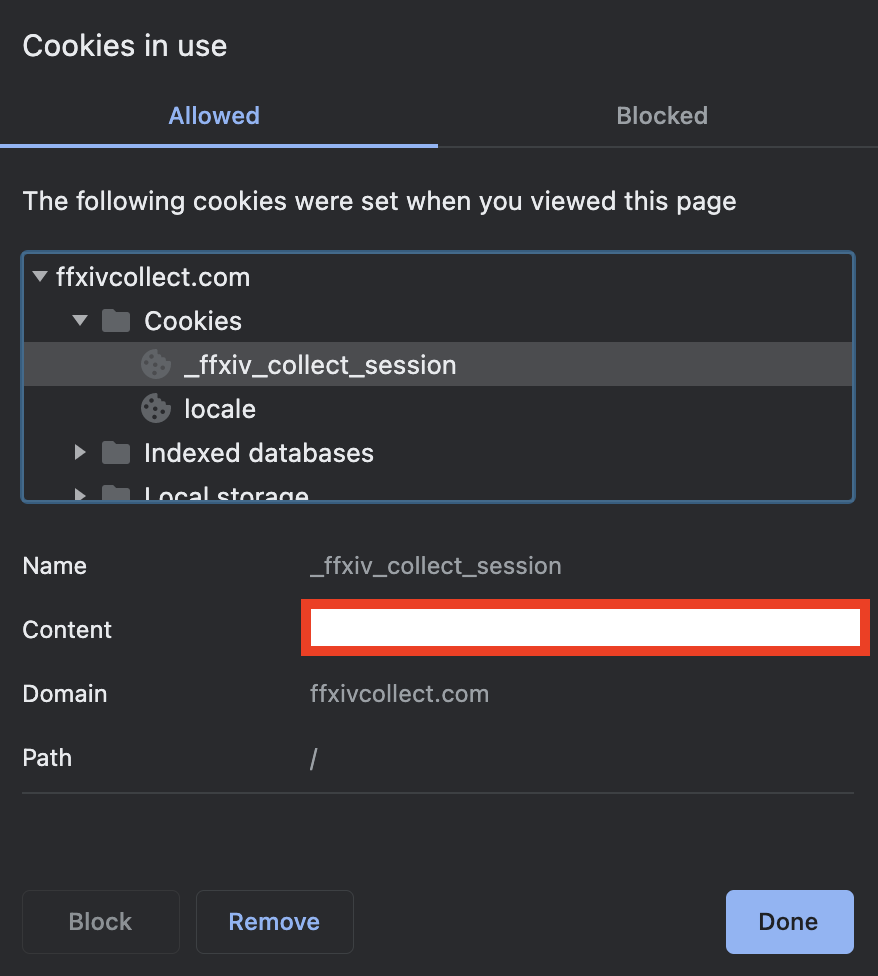 Cookies in use
Allowed
Blocked
The following cookies were set when you viewed this page
ffxivcollect.com
Cookies
_ffxiv_collect_session
locale
Indexed databases
Local storage
Name
_ffxiv_collect_session
Content
Domain
ffxivcollect.com
Path
/
Block
Remove
Done